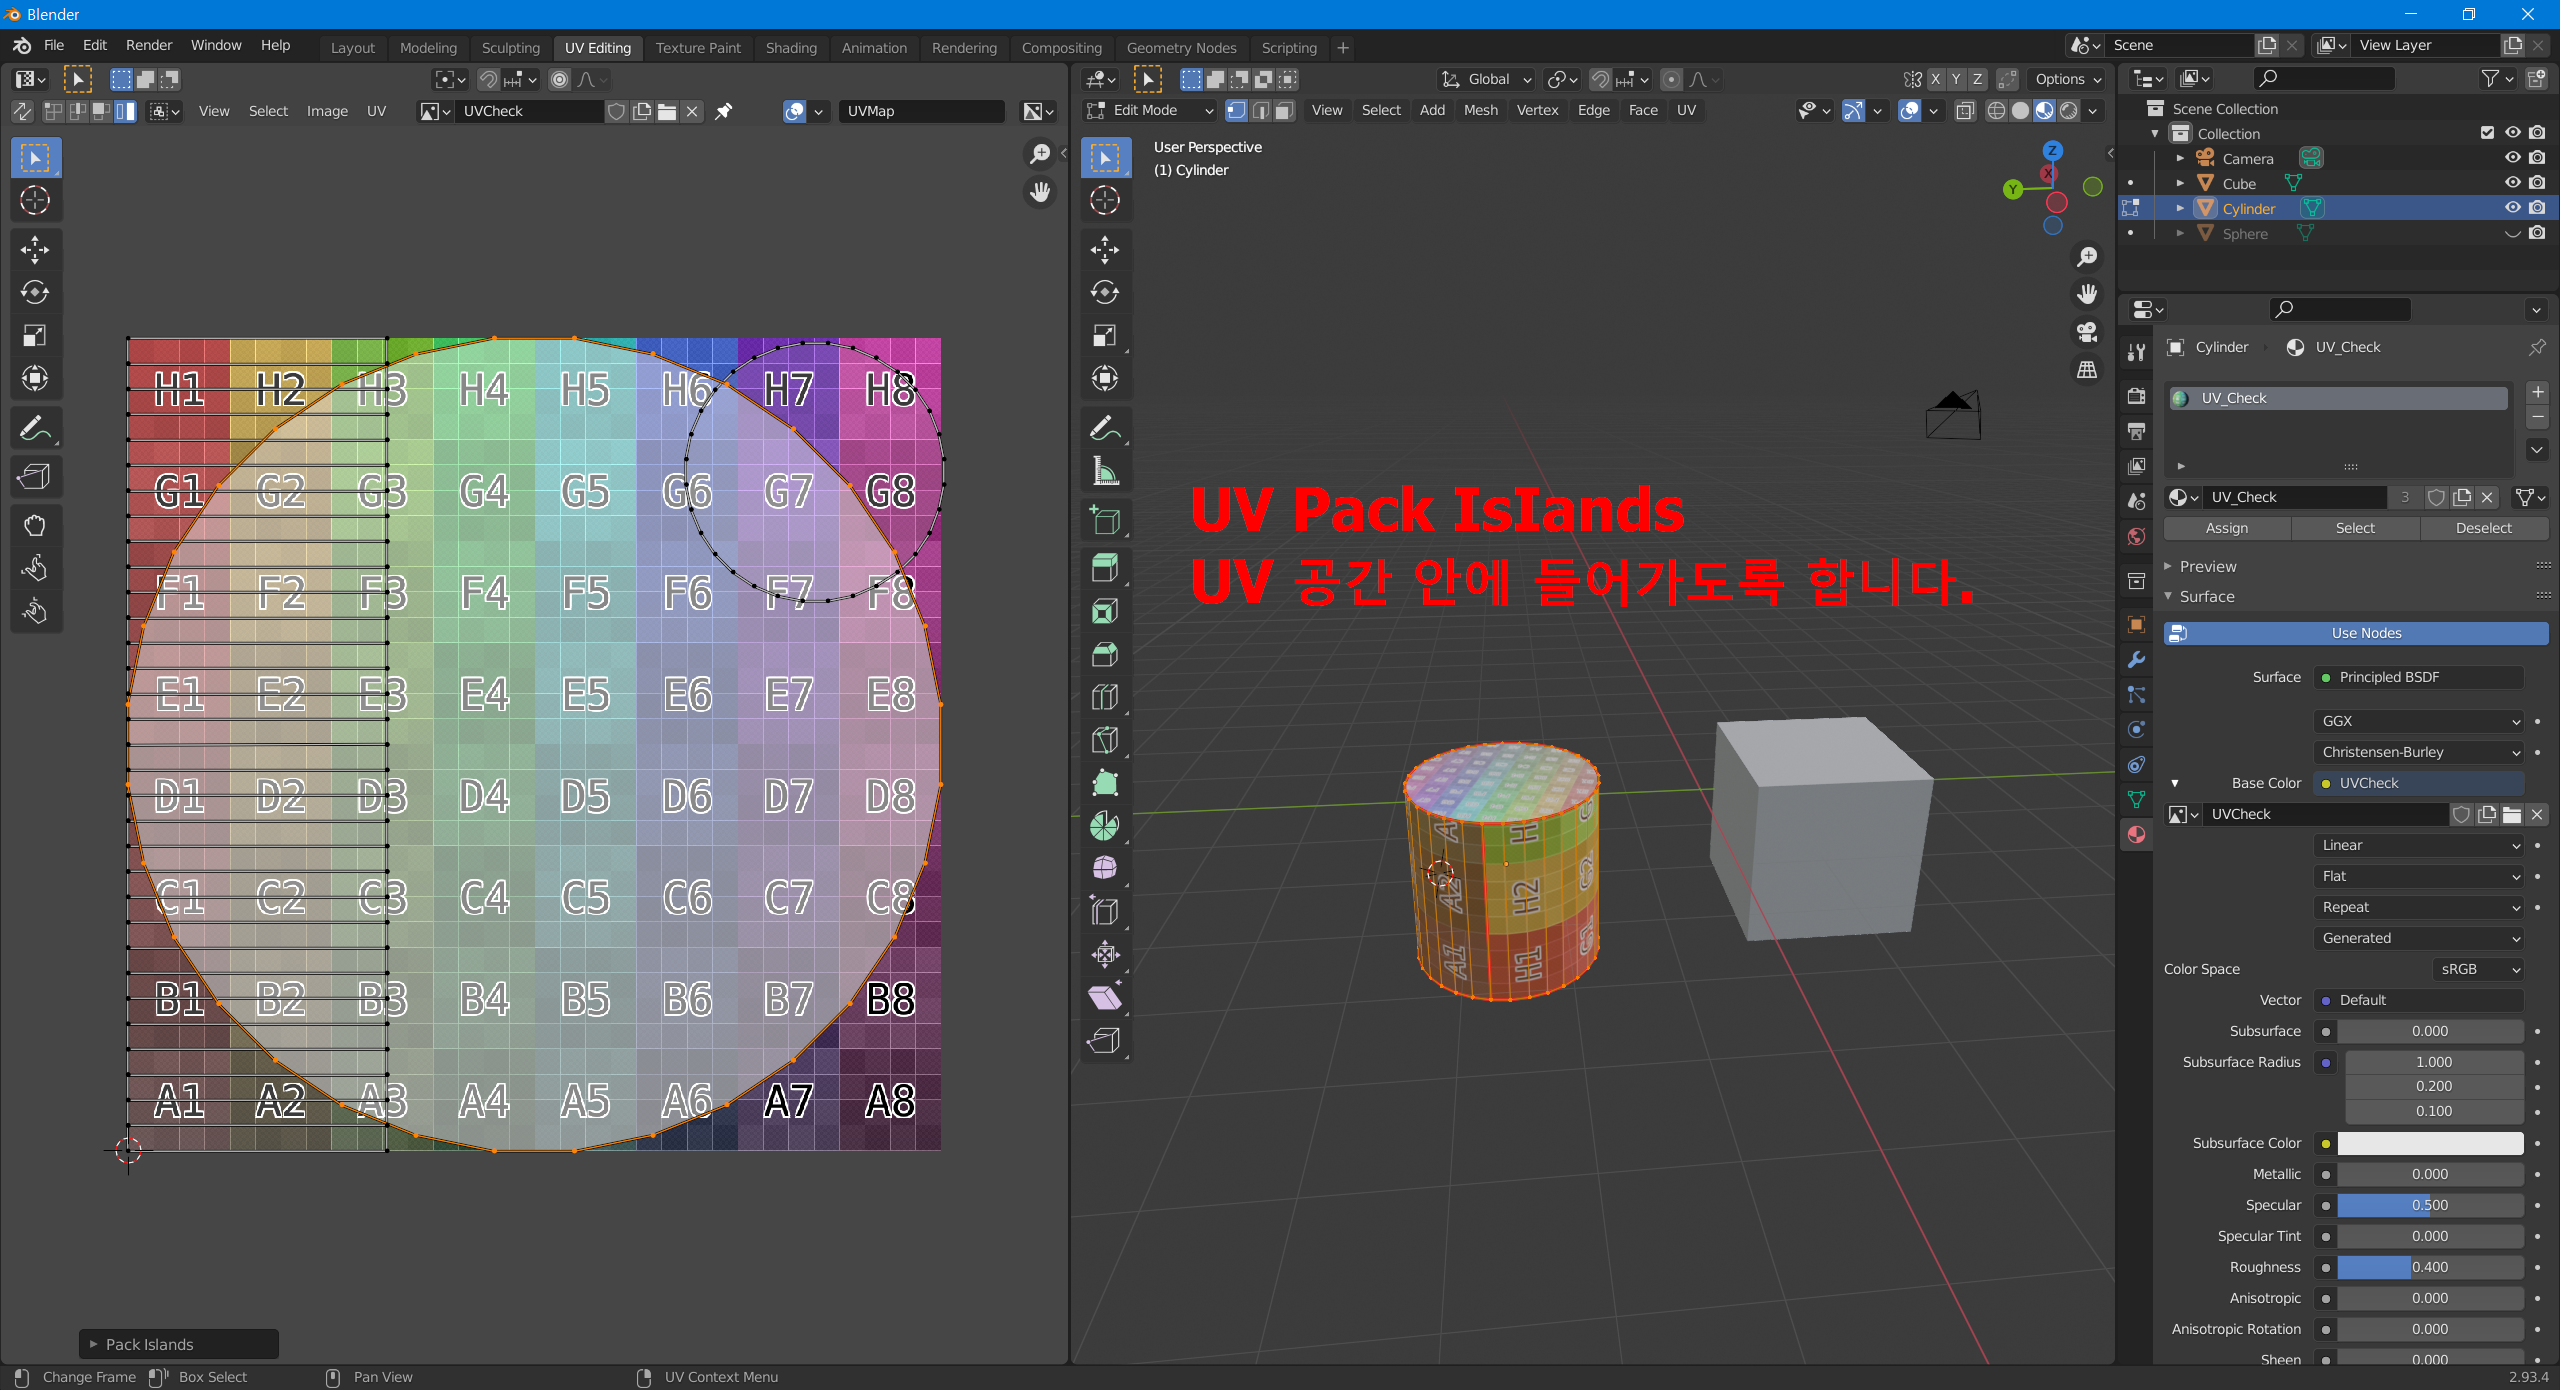 Blender
File Edit Render Window Help Layout Modeling Sculpting UV Editing Texture Paint Shading Animation Rendering Compositing Geometry Nodes Scripting + Scene View Layer
Global X Y Z Options
View Select Image UV UVCheck UVMap
Edit Mode View Select Add Mesh Vertex Edge Face UV
User Perspective
(1) Cylinder
Z
X
Y
Scene Collection
Collection
Camera
Cube
Cylinder
Sphere
H1 H2 H3 H4 H5 H6 H7 H8
G1 G2 G3 G4 G5 G6 G7 G8
F1 F2 F3 F4 F5 F6 F7 F8
E1 E2 E3 E4 E5 E6 E7 E8
D1 D2 D3 D4 D5 D6 D7 D8
C1 C2 C3 C4 C5 C6 C7 C8
B1 B2 B3 B4 B5 B6 B7 B8
A1 A2 A3 A4 A5 A6 A7 A8
Pack Islands
UV Pack IsIands
UV 공간 안에 들어가도록 합니다.
A H
A2 H2 G2
A1 H1 G1
Cylinder UV_Check
UV_Check
UV_Check 3
Assign Select Deselect
Preview
Surface
Use Nodes
Surface Principled BSDF
GGX
Christensen-Burley
Base Color UVCheck
UVCheck
Linear
Flat
Repeat
Generated
Color Space sRGB
Vector Default
Subsurface 0.000
Subsurface Radius 1.000
0.200
0.100
Subsurface Color
Metallic 0.000
Specular 0.500
Specular Tint 0.000
Roughness 0.400
Anisotropic 0.000
Anisotropic Rotation 0.000
Sheen 0.000
Change Frame Box Select Pan View UV Context Menu 2.93.4